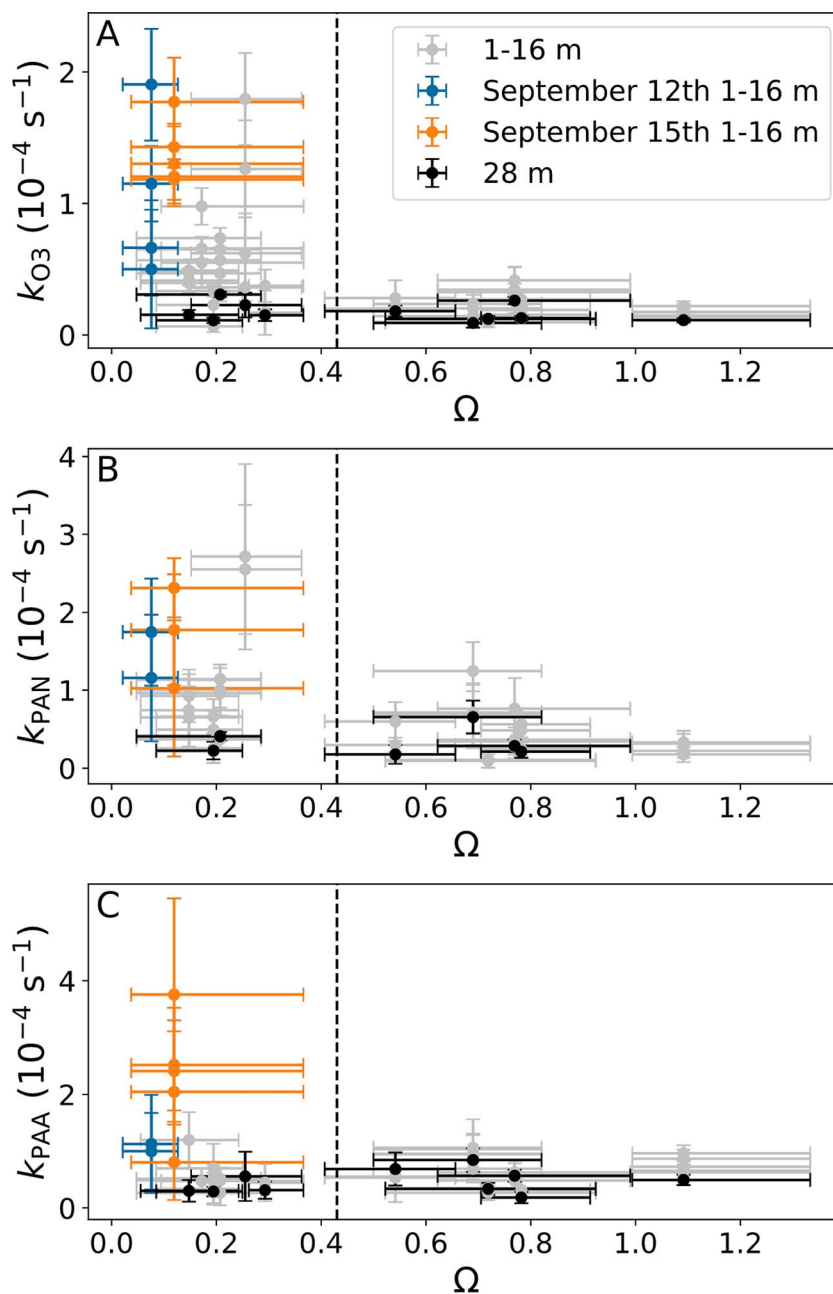 A
k_O3 (10⁻⁴ s⁻¹)
2
1
0
1-16 m
September 12th 1-16 m
September 15th 1-16 m
28 m
0.0 0.2 0.4 0.6 0.8 1.0 1.2
Ω
B
k_PAN (10⁻⁴ s⁻¹)
4
3
2
1
0
0.0 0.2 0.4 0.6 0.8 1.0 1.2
Ω
C
k_PAA (10⁻⁴ s⁻¹)
4
2
0
0.0 0.2 0.4 0.6 0.8 1.0 1.2
Ω